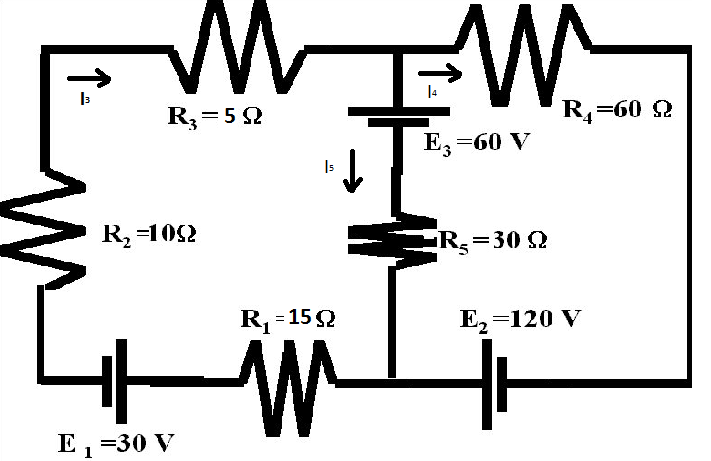 I₃
R₃ = 5 Ω
I₄
R₄=60 Ω
E₃=60 V
I₅
R₂ =10Ω
R₅=30 Ω
R₁ = 15 Ω
E₂=120 V
E ₁ =30 V